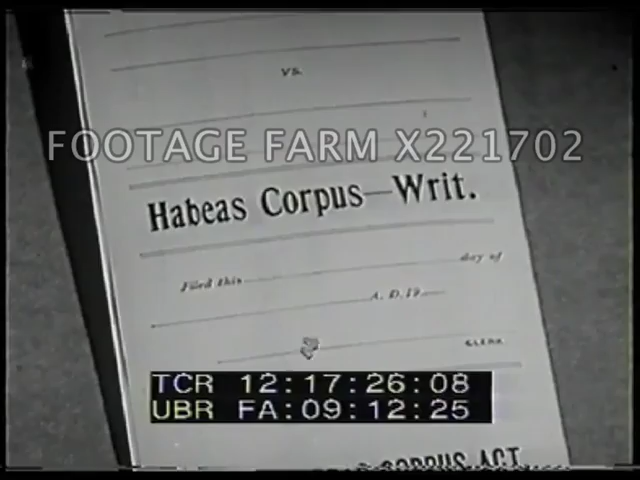 vs.
FOOTAGE FARM X221702
Habeas Corpus—Writ.
Filed this day of
A. D. 19
CLERK
TCR 12:17:26:08
UBR FA:09:12:25
CORPUS ACT